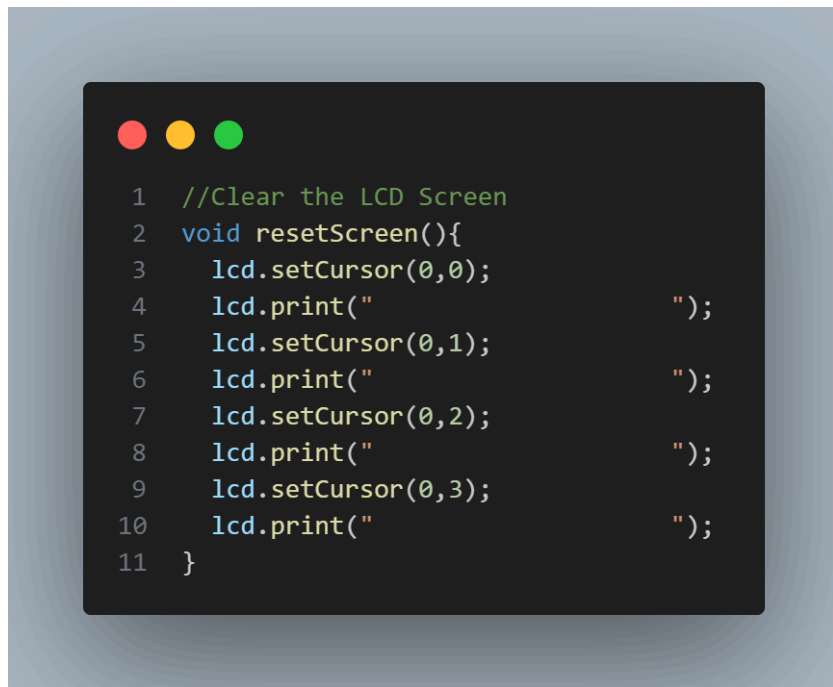 1 //Clear the LCD Screen
2 void resetScreen(){
3   lcd.setCursor(0,0);
4   lcd.print("                    ");
5   lcd.setCursor(0,1);
6   lcd.print("                    ");
7   lcd.setCursor(0,2);
8   lcd.print("                    ");
9   lcd.setCursor(0,3);
10   lcd.print("                    ");
11 }